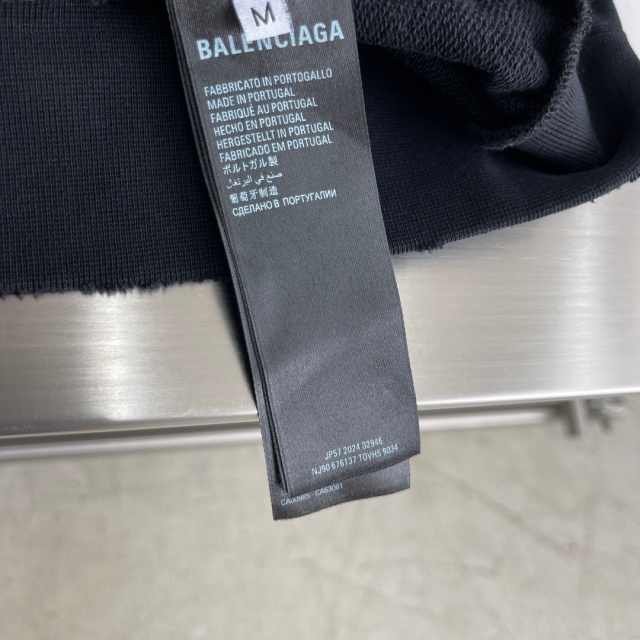 M
BALENCIAGA
FABBRICATO IN PORTOGALLO
MADE IN PORTUGAL
FABRIQUÉ AU PORTUGAL
HECHO EN PORTUGAL
HERGESTELLT IN PORTUGAL
FABRICADO EM PORTUGAL
ポルトガル製
صنع في البرتغال
葡萄牙制造
СДЕЛАНО В ПОРТУГАЛИИ
JP57 2024 02946
NJ90 676137 TOVH5 9034